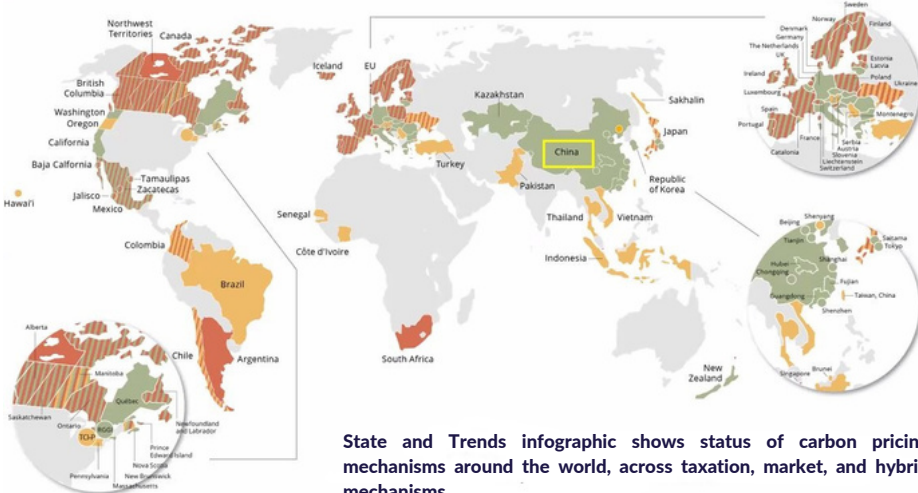 Northwest
Territories
Canada
British
Columbia
Washington
Oregon
California
Baja Calfornia
Hawai'i
Jalisco
Mexico
Tamaulipas
Zacatecas
Colombia
Brazil
Chile
Argentina
Iceland
EU
Kazakhstan
China
Sakhalin
Japan
Republic
of Korea
Turkey
Pakistan
Thailand
Vietnam
Indonesia
Senegal
Côte d'Ivoire
South Africa
New
Zealand
Sweden
Norway
Finland
Denmark
Germany
The Netherlands
UK
Ireland
Luxembourg
Spain
Portugal
Catalonia
France
Switzerland
Liechtenstein
Slovenia
Austria
Serbia
Montenegro
Ukraine
Poland
Latvia
Estonia
Beijing
Shenyang
Tianjin
Saitama
Tokyo
Hubei
Chongqing
Shanghai
Fujian
Taiwan, China
Guangdong
Shenzhen
Singapore
Brunei
Alberta
Manitoba
Québec
Saskatchewan
Ontario
TCI-P
RGGI
Newfoundland
and Labrador
Prince
Edward Island
Nova Scotia
New Brunswick
Pennsylvania
Massachusetts
State and Trends infographic shows status of carbon pricin
mechanisms around the world, across taxation, market, and hybri
mechanisms